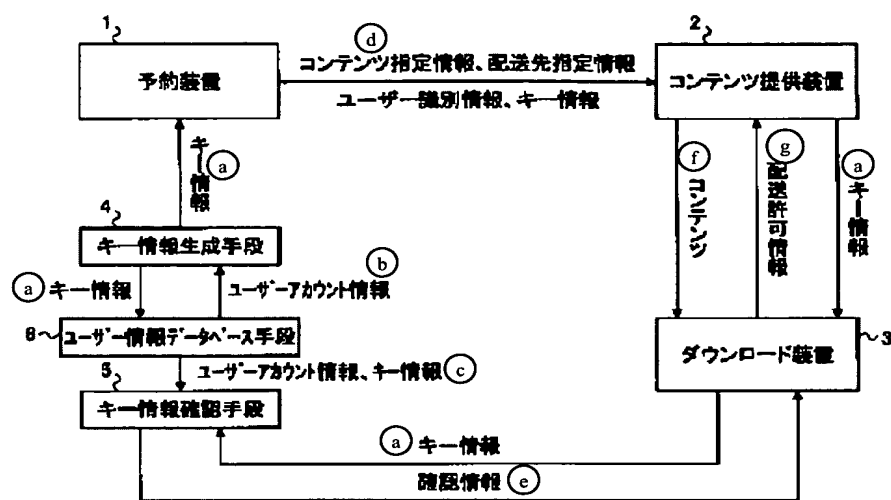 1
予約装置
d
コンテンツ指定情報、配送先指定情報
ユーザー識別情報、キー情報
2
コンテンツ提供装置
キー情報
a
f
コンテンツ
g
配送許可情報
a
キー情報
4
キー情報生成手段
a キー情報
b
ユーザーアカウント情報
6
ユーザー情報データベース手段
ユーザーアカウント情報、キー情報 c
5
キー情報確認手段
ダウンロード装置
3
a キー情報
確認情報 e